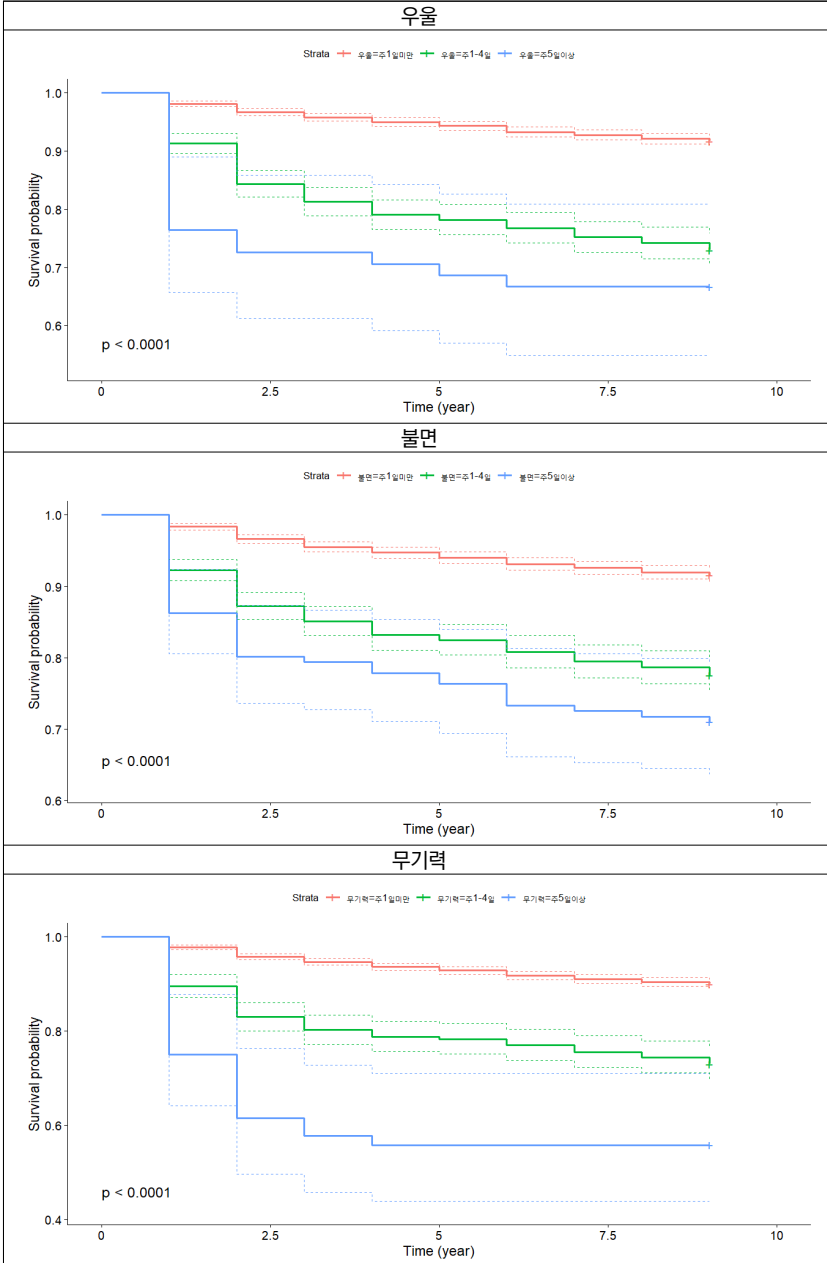 우울
Strata 우울=주1일미만 우울=주1-4일 우울=주5일이상
1.0
0.9
0.8
0.7
0.6
Survival probability
p < 0.0001
0 2.5 5 7.5 10
Time (year)
불면
Strata 불면=주1일미만 불면=주1-4일 불면=주5일이상
1.0
0.9
0.8
0.7
0.6
Survival probability
p < 0.0001
0 2.5 5 7.5 10
Time (year)
무기력
Strata 무기력=주1일미만 무기력=주1-4일 무기력=주5일이상
1.0
0.8
0.6
0.4
Survival probability
p < 0.0001
0 2.5 5 7.5 10
Time (year)